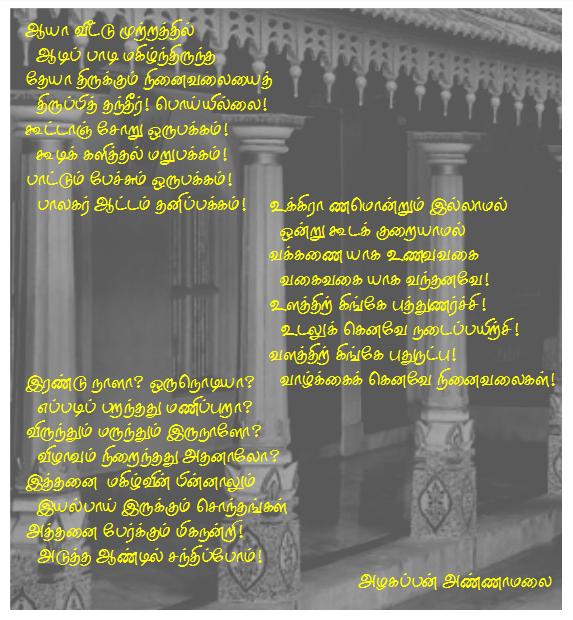 ஆயா வீட்டு முற்றத்தில்
ஆடிப் பாடி மகிழ்ந்திருந்த
தேயா திருக்கும் நினைவலையைத்
திருப்பித் தந்தீர்! பொய்யில்லை!
கூட்டாஞ் சோறு ஒருபக்கம்!
கூடிக் களித்தல் மறுபக்கம்!
பாட்டும் பேச்சும் ஒருபக்கம்!
பாலகர் ஆட்டம் தனிப்பக்கம்!
உக்கிரா ணமொன்றும் இல்லாமல்
ஒன்று கூடக் குறையாமல்
வக்கணை யாக உணவுவகை
வகைவகை யாக வந்தனவே!
உளத்திற் கிங்கே புத்துணர்ச்சி!
உடலுக் கெனவே நடைப்பயிற்சி!
வளத்திற் கிங்கே புதுநுட்பு!
வாழ்க்கைக் கெனவே நினைவலைகள்!
இரண்டு நாளா? ஒருநொடியா?
எப்படிப் பறந்தது மணிப்புறா?
விருந்தும் மருந்தும் இருநாளோ?
விழாவும் நிறைந்தது அதனாலோ?
இத்தனை மகிழ்வின் பின்னாலும்
இயல்பாய் இருக்கும் சொந்தங்கள்
அத்தனை பேர்க்கும் மிகநன்றி!
அடுத்த ஆண்டில் சந்திப்போம்!
அழகப்பன் அண்ணாமலை